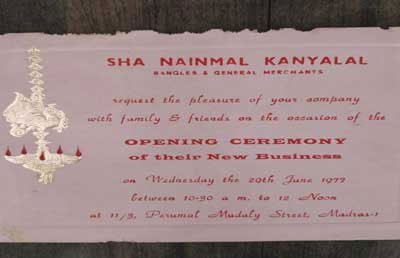 SHA NAINMAL KANYALAL
BANGLES & GENERAL MERCHANTS
request the pleasure of your company
with family & friends on the occasion of the
OPENING CEREMONY
of their New Business
on Wednesday the 29th June 1977
between 10-30 a.m. to 12 Noon
at 11/3, Perumal Mudaly Street, Madras-1